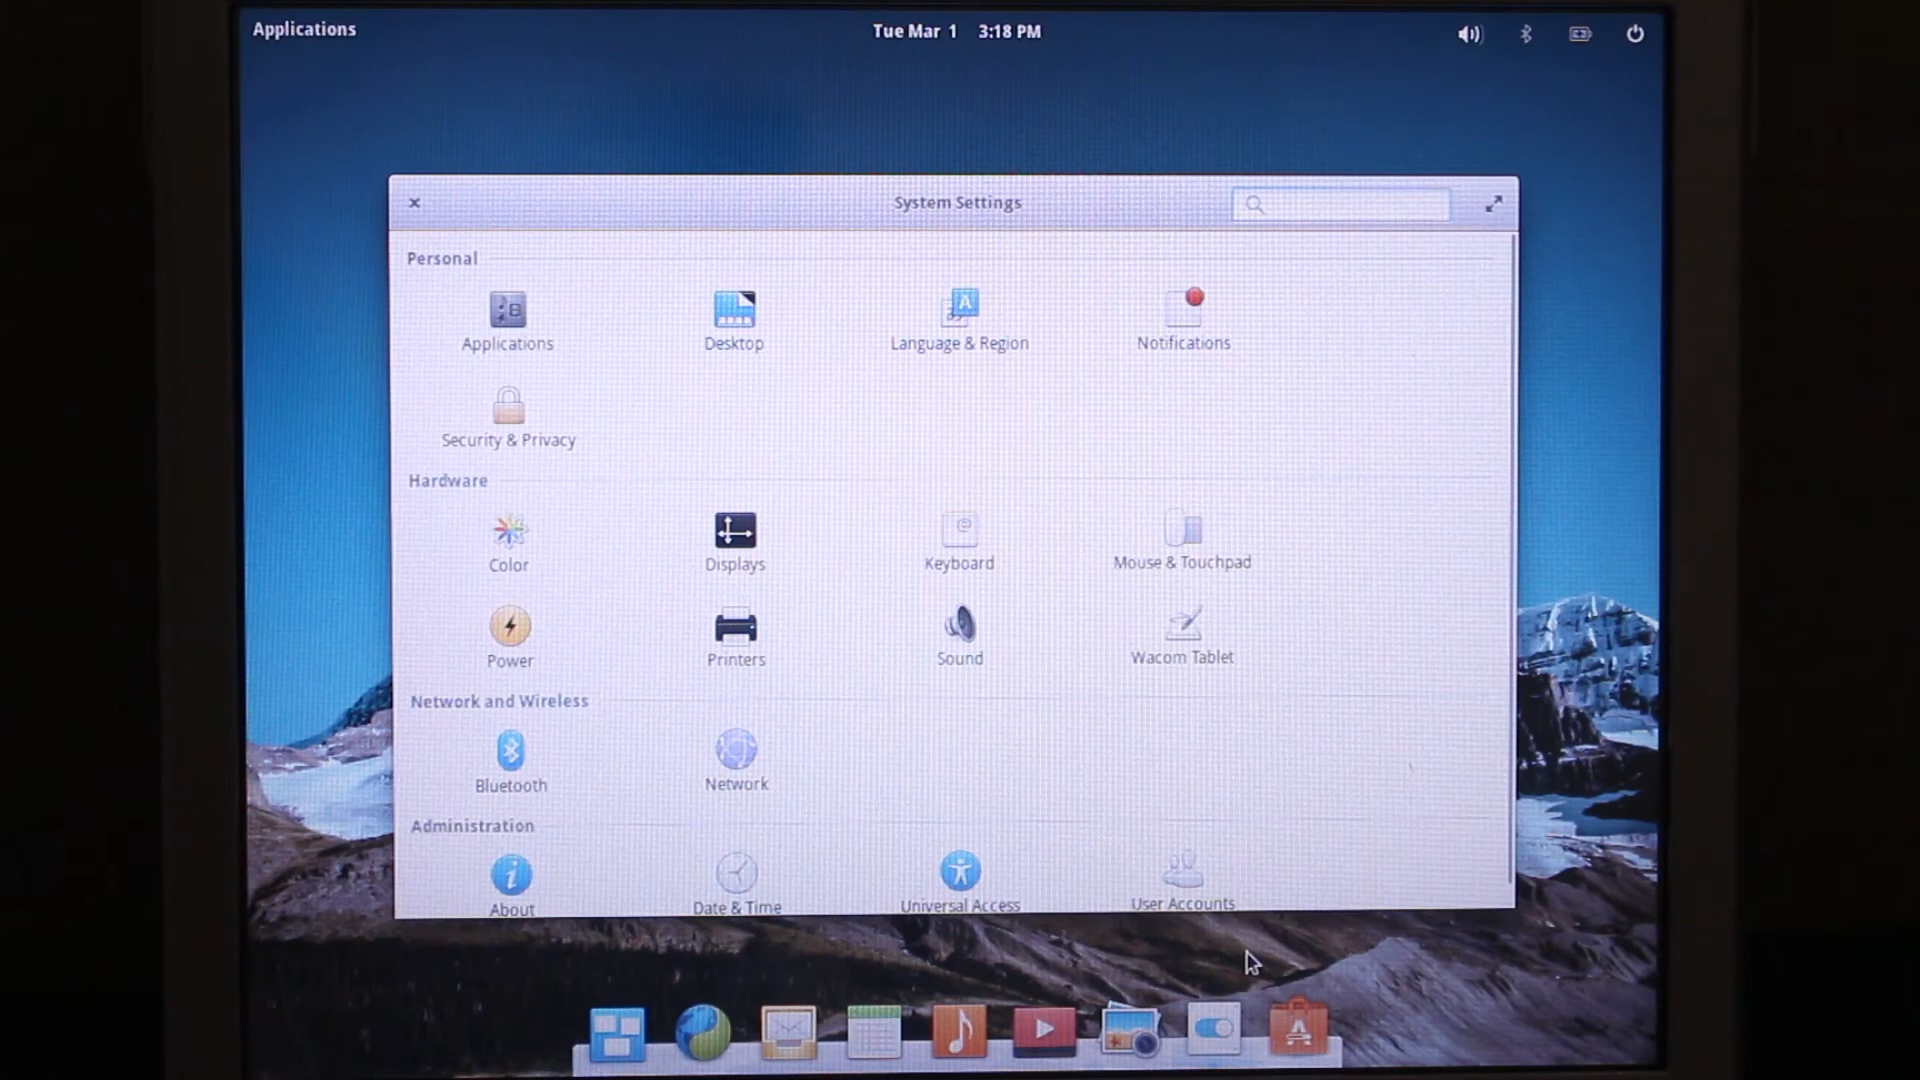 Applications
Tue Mar 1 3:18 PM
System Settings
Personal
Applications
Desktop
Language & Region
Notifications
Security & Privacy
Hardware
Color
Displays
Keyboard
Mouse & Touchpad
Power
Printers
Sound
Wacom Tablet
Network and Wireless
Bluetooth
Network
Administration
About
Date & Time
Universal Access
User Accounts